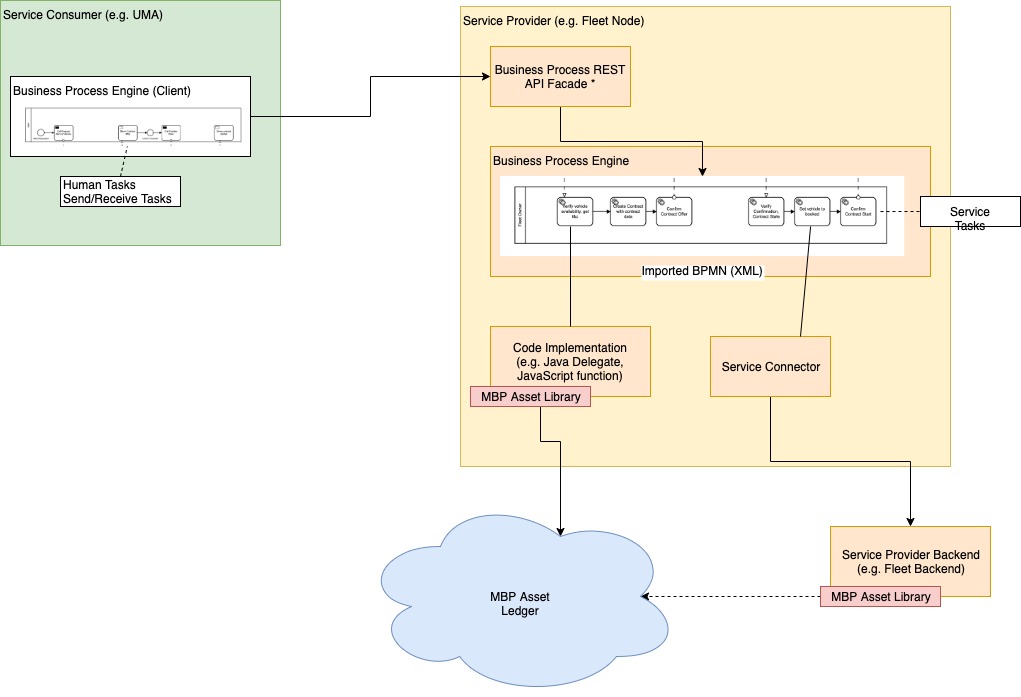 Service Consumer (e.g. UMA)
Business Process Engine (Client)
Human Tasks
Send/Receive Tasks
Service Provider (e.g. Fleet Node)
Business Process REST
API Facade *
Business Process Engine
Fleet Owner
Verify vehicle
availability, get
Create Contract
with contract
data
Confirm
Contract Offer
Verify
Confirmation,
Contract State
Set vehicle to
booked
Confirm
Contract Start
Service
Tasks
Imported BPMN (XML)
Code Implementation
(e.g. Java Delegate,
JavaScript function)
MBP Asset Library
Service Connector
MBP Asset
Ledger
Service Provider Backend
(e.g. Fleet Backend)
MBP Asset Library